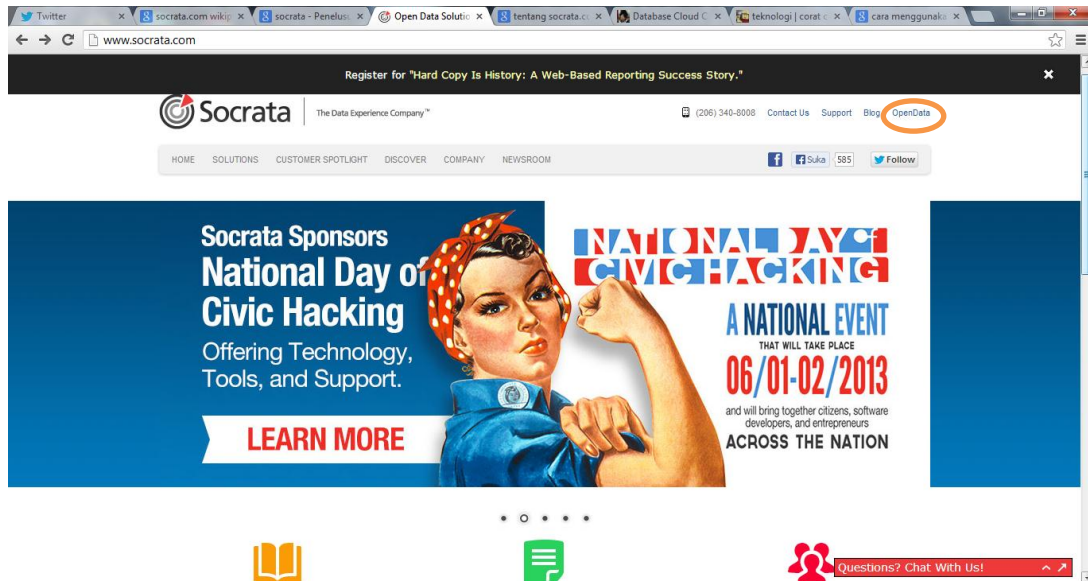 Twitter
socrata.com wikip
socrata - Penelusu
Open Data Solutio
tentang socrata.c
Database Cloud C
teknologi | corat c
cara menggunaka
www.socrata.com
Register for "Hard Copy Is History: A Web-Based Reporting Success Story."
Socrata
The Data Experience Company™
(206) 340-8008 Contact Us Support Blog OpenData
HOME SOLUTIONS CUSTOMER SPOTLIGHT DISCOVER COMPANY NEWSROOM
f Suka 585 Follow
Socrata Sponsors
National Day of
Civic Hacking
Offering Technology,
Tools, and Support.
LEARN MORE
NATIONAL DAY of
CIVIC HACKING
A NATIONAL EVENT
THAT WILL TAKE PLACE
06/01-02/2013
and will bring together citizens, software
developers, and entrepreneurs
ACROSS THE NATION
Questions? Chat With Us!